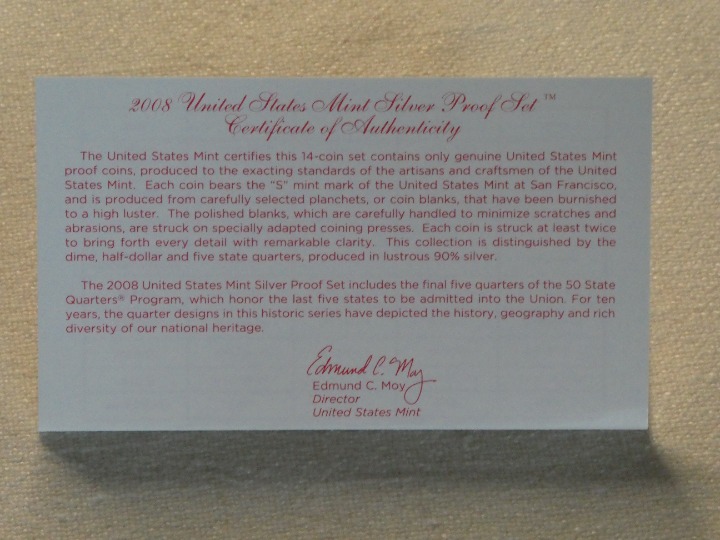 2008 United States Mint Silver Proof Set ™
Certificate of Authenticity
The United States Mint certifies this 14-coin set contains only genuine United States Mint
proof coins, produced to the exacting standards of the artisans and craftsmen of the United
States Mint. Each coin bears the “S” mint mark of the United States Mint at San Francisco,
and is produced from carefully selected planchets, or coin blanks, that have been burnished
to a high luster. The polished blanks, which are carefully handled to minimize scratches and
abrasions, are struck on specially adapted coining presses. Each coin is struck at least twice
to bring forth every detail with remarkable clarity. This collection is distinguished by the
dime, half-dollar and five state quarters, produced in lustrous 90% silver.
The 2008 United States Mint Silver Proof Set includes the final five quarters of the 50 State
Quarters® Program, which honor the last five states to be admitted into the Union. For ten
years, the quarter designs in this historic series have depicted the history, geography and rich
diversity of our national heritage.
Edmund C. Moy
Edmund C. Moy
Director
United States Mint